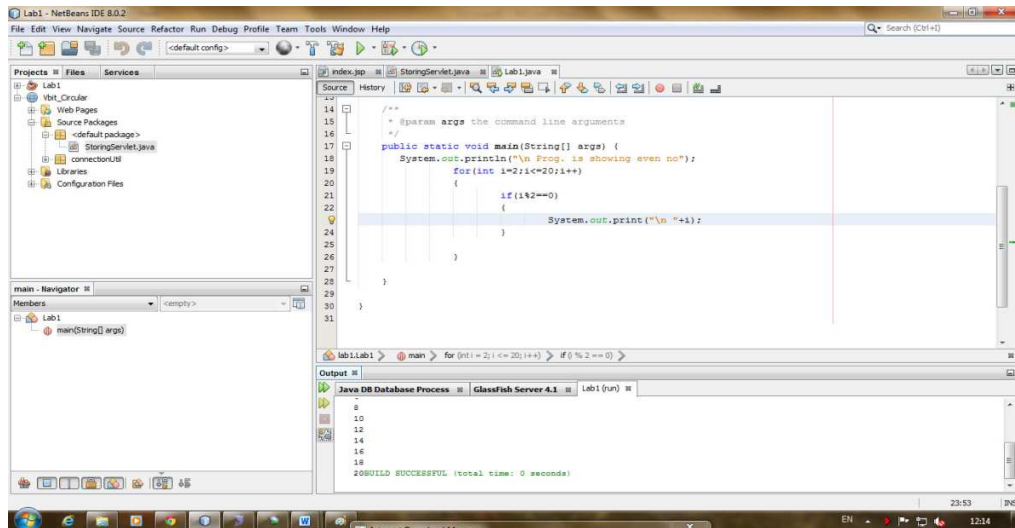 Lab1 - NetBeans IDE 8.0.2
File Edit View Navigate Source Refactor Run Debug Profile Team Tools Window Help
Search (Ctrl+I)
<default config>
Projects Files Services
Lab1
Vbit_Circular
Web Pages
Source Packages
<default package>
StoringServlet.java
connectionUtil
Libraries
Configuration Files
main - Navigator
Members <empty>
Lab1
main(String[] args)
index.jsp StoringServlet.java Lab1.java
Source History
13
14 /**
15 * @param args the command line arguments
16 */
17 public static void main(String[] args) {
18 System.out.println("\n Prog. is showing even no");
19 for(int i=2;i<=20;i++)
20 {
21 if(i%2==0)
22 {
System.out.print("\n "+i);
24 }
25
26 }
27
28 }
29
30 }
31
lab1.Lab1 main for (int i = 2; i <= 20; i++) if (i % 2 == 0)
Output
Java DB Database Process GlassFish Server 4.1 Lab1 (run)
8
10
12
14
16
18
20BUILD SUCCESSFUL (total time: 0 seconds)
23:53 INS
EN 12:14